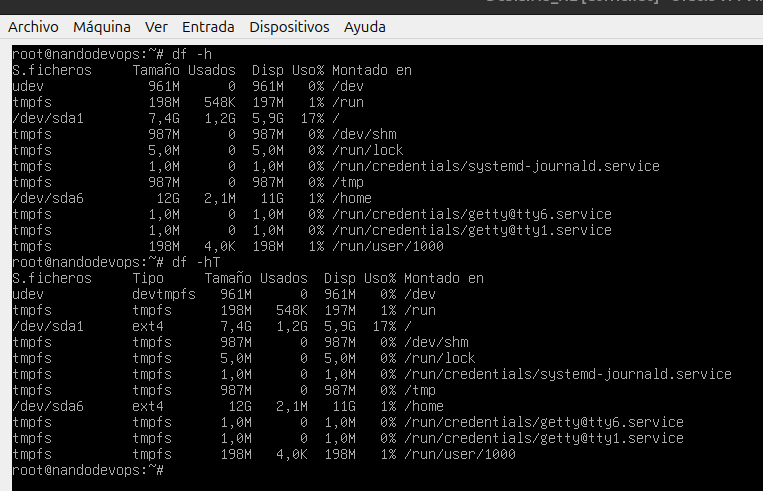 Archivo Máquina Ver Entrada Dispositivos Ayuda
root@nandodevops:~# df -h
S.ficheros Tamaño Usados Disp Uso% Montado en
udev 961M 0 961M 0% /dev
tmpfs 198M 548K 197M 1% /run
/dev/sda1 7,4G 1,2G 5,9G 17% /
tmpfs 987M 0 987M 0% /dev/shm
tmpfs 5,0M 0 5,0M 0% /run/lock
tmpfs 1,0M 0 1,0M 0% /run/credentials/systemd-journald.service
tmpfs 987M 0 987M 0% /tmp
/dev/sda6 12G 2,1M 11G 1% /home
tmpfs 1,0M 0 1,0M 0% /run/credentials/getty@tty6.service
tmpfs 1,0M 0 1,0M 0% /run/credentials/getty@tty1.service
tmpfs 198M 4,0K 198M 1% /run/user/1000
root@nandodevops:~# df -hT
S.ficheros Tipo Tamaño Usados Disp Uso% Montado en
udev devtmpfs 961M 0 961M 0% /dev
tmpfs tmpfs 198M 548K 197M 1% /run
/dev/sda1 ext4 7,4G 1,2G 5,9G 17% /
tmpfs tmpfs 987M 0 987M 0% /dev/shm
tmpfs tmpfs 5,0M 0 5,0M 0% /run/lock
tmpfs tmpfs 1,0M 0 1,0M 0% /run/credentials/systemd-journald.service
tmpfs tmpfs 987M 0 987M 0% /tmp
/dev/sda6 ext4 12G 2,1M 11G 1% /home
tmpfs tmpfs 1,0M 0 1,0M 0% /run/credentials/getty@tty6.service
tmpfs tmpfs 1,0M 0 1,0M 0% /run/credentials/getty@tty1.service
tmpfs tmpfs 198M 4,0K 198M 1% /run/user/1000
root@nandodevops:~#